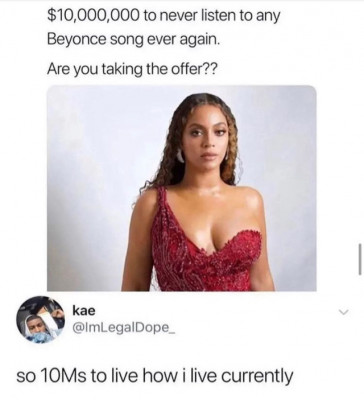 $10,000,000 to never listen to any
Beyonce song ever again.
Are you taking the offer??
kae
@ImLegalDope_
so 10Ms to live how i live currently